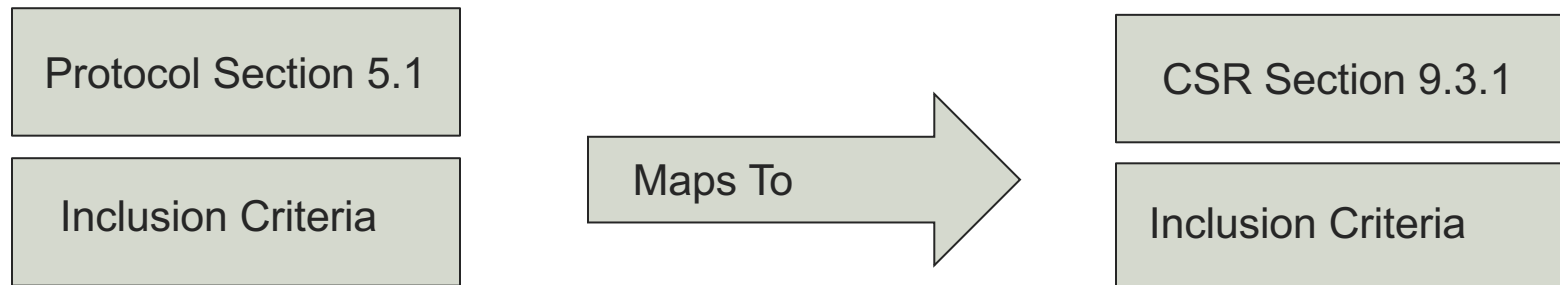 Protocol Section 5.1
Inclusion Criteria
Maps To
CSR Section 9.3.1
Inclusion Criteria